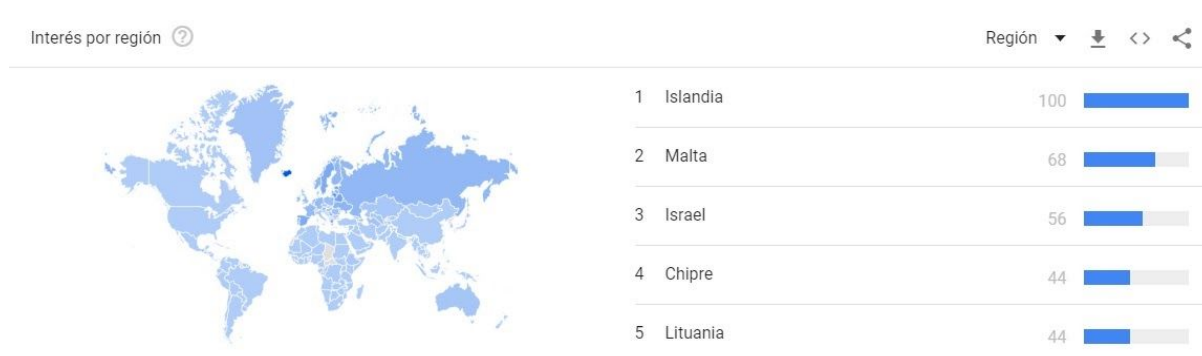 Interés por región
Región
1 Islandia 100
2 Malta 68
3 Israel 56
4 Chipre 44
5 Lituania 44